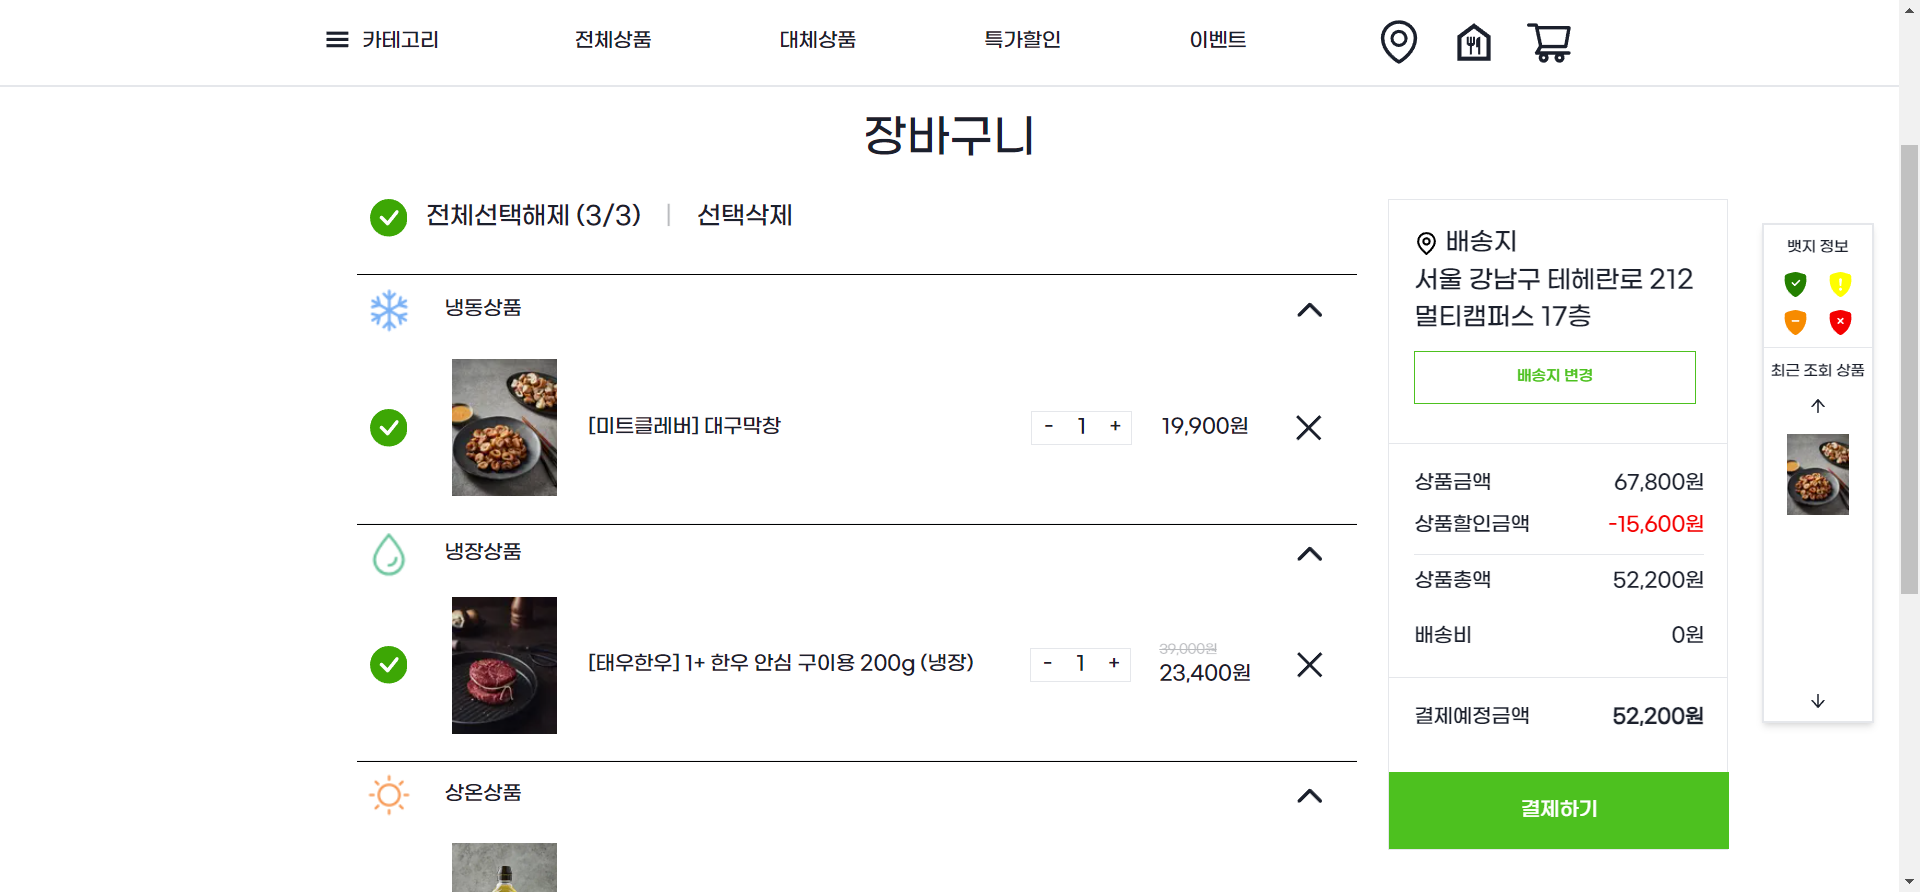 카테고리
전체상품
대체상품
특가할인
이벤트
장바구니
전체선택해제 (3/3) | 선택삭제
냉동상품
[미트클레버] 대구막창
- 1 +
19,900원
냉장상품
[태우한우] 1+ 한우 안심 구이용 200g (냉장)
- 1 +
39,000원
23,400원
상온상품
배송지
서울 강남구 테헤란로 212
멀티캠퍼스 17층
배송지 변경
상품금액 67,800원
상품할인금액 -15,600원
상품총액 52,200원
배송비 0원
결제예정금액 52,200원
결제하기
뱃지 정보
최근 조회 상품